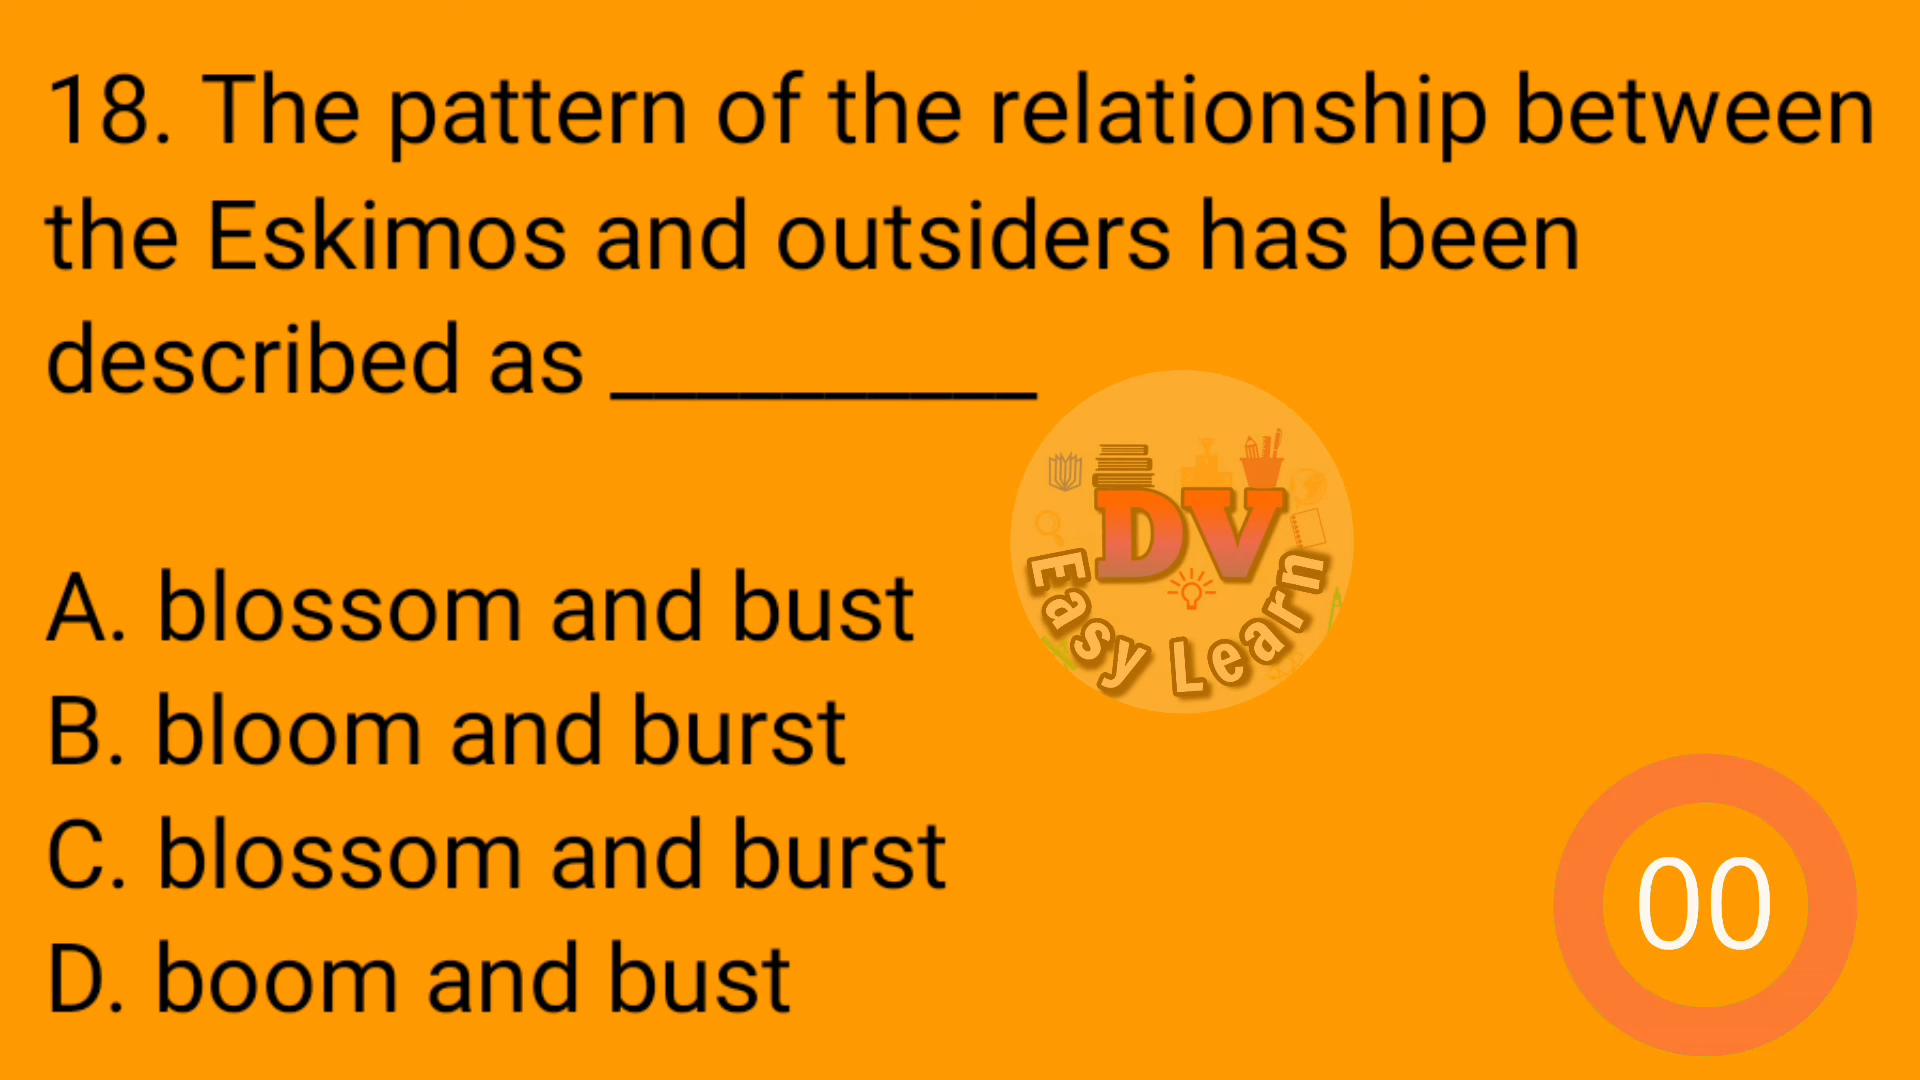 18. The pattern of the relationship between
the Eskimos and outsiders has been
described as __________
A. blossom and bust
B. bloom and burst
C. blossom and burst
D. boom and bust
DV
Easy Learn
00